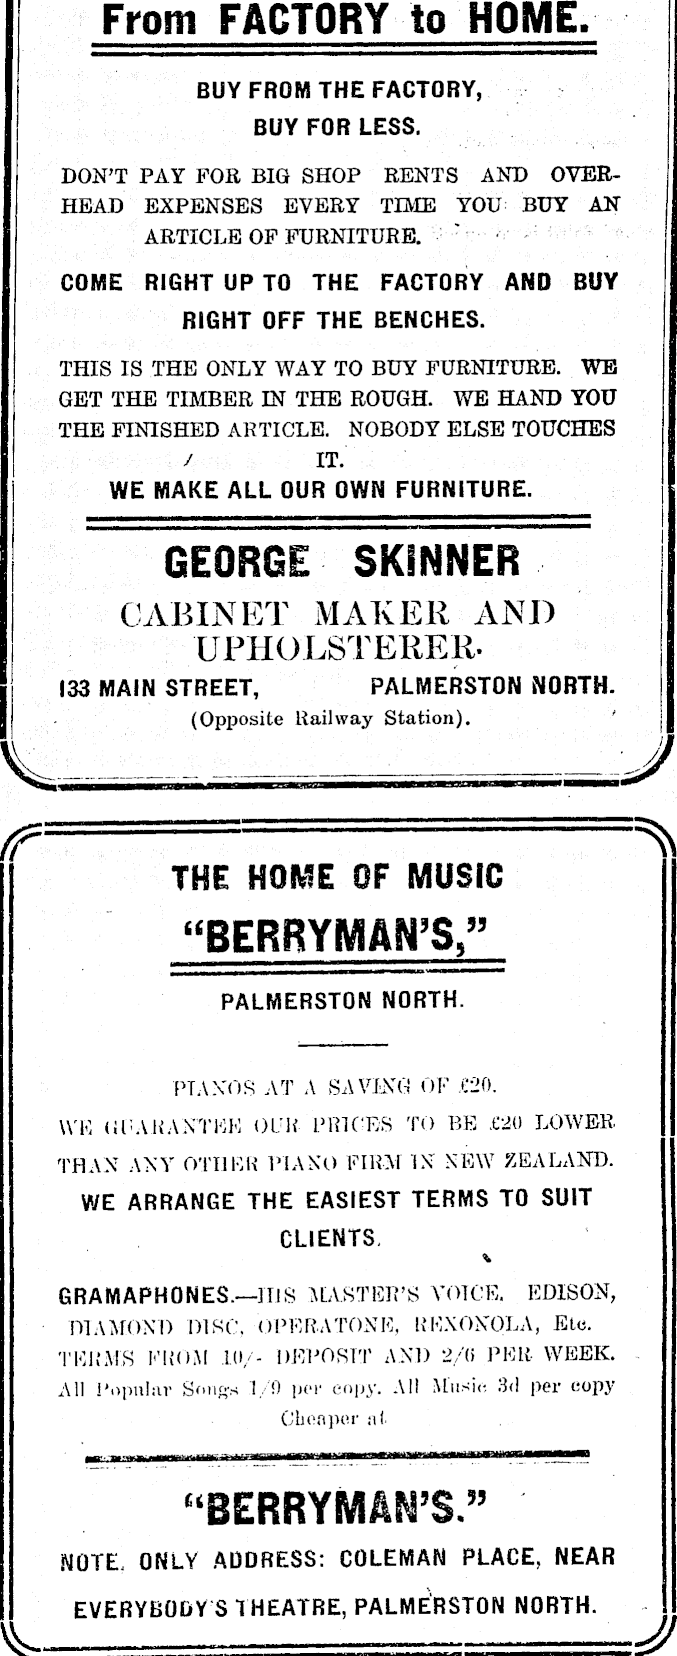 From FACTORY to HOME.
BUY FROM THE FACTORY,
BUY FOR LESS.
DON'T PAY FOR BIG SHOP RENTS AND OVER-
HEAD EXPENSES EVERY TIME YOU BUY AN
ARTICLE OF FURNITURE.
COME RIGHT UP TO THE FACTORY AND BUY
RIGHT OFF THE BENCHES.
THIS IS THE ONLY WAY TO BUY FURNITURE. WE
GET THE TIMBER IN THE ROUGH. WE HAND YOU
THE FINISHED ARTICLE. NOBODY ELSE TOUCHES
IT.
WE MAKE ALL OUR OWN FURNITURE.
GEORGE SKINNER
CABINET MAKER AND
UPHOLSTERER.
133 MAIN STREET, PALMERSTON NORTH.
(Opposite Railway Station).
THE HOME OF MUSIC
"BERRYMAN'S,"
PALMERSTON NORTH.
PIANOS AT A SAVING OF £20.
WE GUARANTEE OUR PRICES TO BE £20 LOWER
THAN ANY OTHER PIANO FIRM IN NEW ZEALAND.
WE ARRANGE THE EASIEST TERMS TO SUIT
CLIENTS.
GRAMAPHONES.—HIS MASTER'S VOICE. EDISON,
DIAMOND DISC, OPERATONE, REXONOLA, Etc.
TERMS FROM 10/- DEPOSIT AND 2/6 PER WEEK.
All Popular Songs 1/9 per copy. All Music 3d per copy
Cheaper at
"BERRYMAN'S."
NOTE. ONLY ADDRESS: COLEMAN PLACE, NEAR
EVERYBODY'S THEATRE, PALMERSTON NORTH.